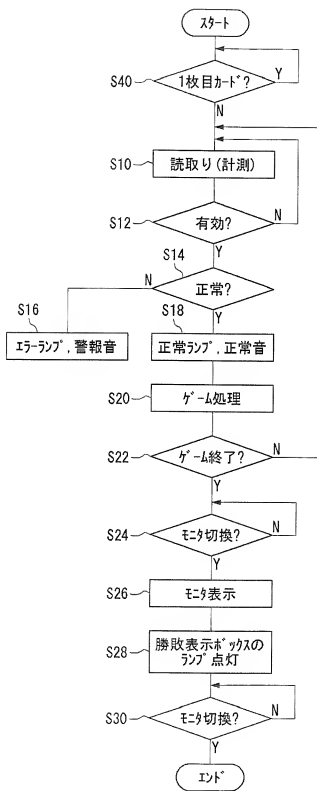 スタート
S40
1枚目カード?
Y
N
S10
読取り(計測)
S12
有効?
N
Y
S14
N
正常?
S16
Y
S18
エラーランプ,警報音
正常ランプ,正常音
S20
ゲーム処理
S22
ゲーム終了?
N
Y
S24
モニタ切換?
N
Y
S26
モニタ表示
S28
勝敗表示ボックスの
ランプ点灯
S30
モニタ切換?
N
Y
エンド